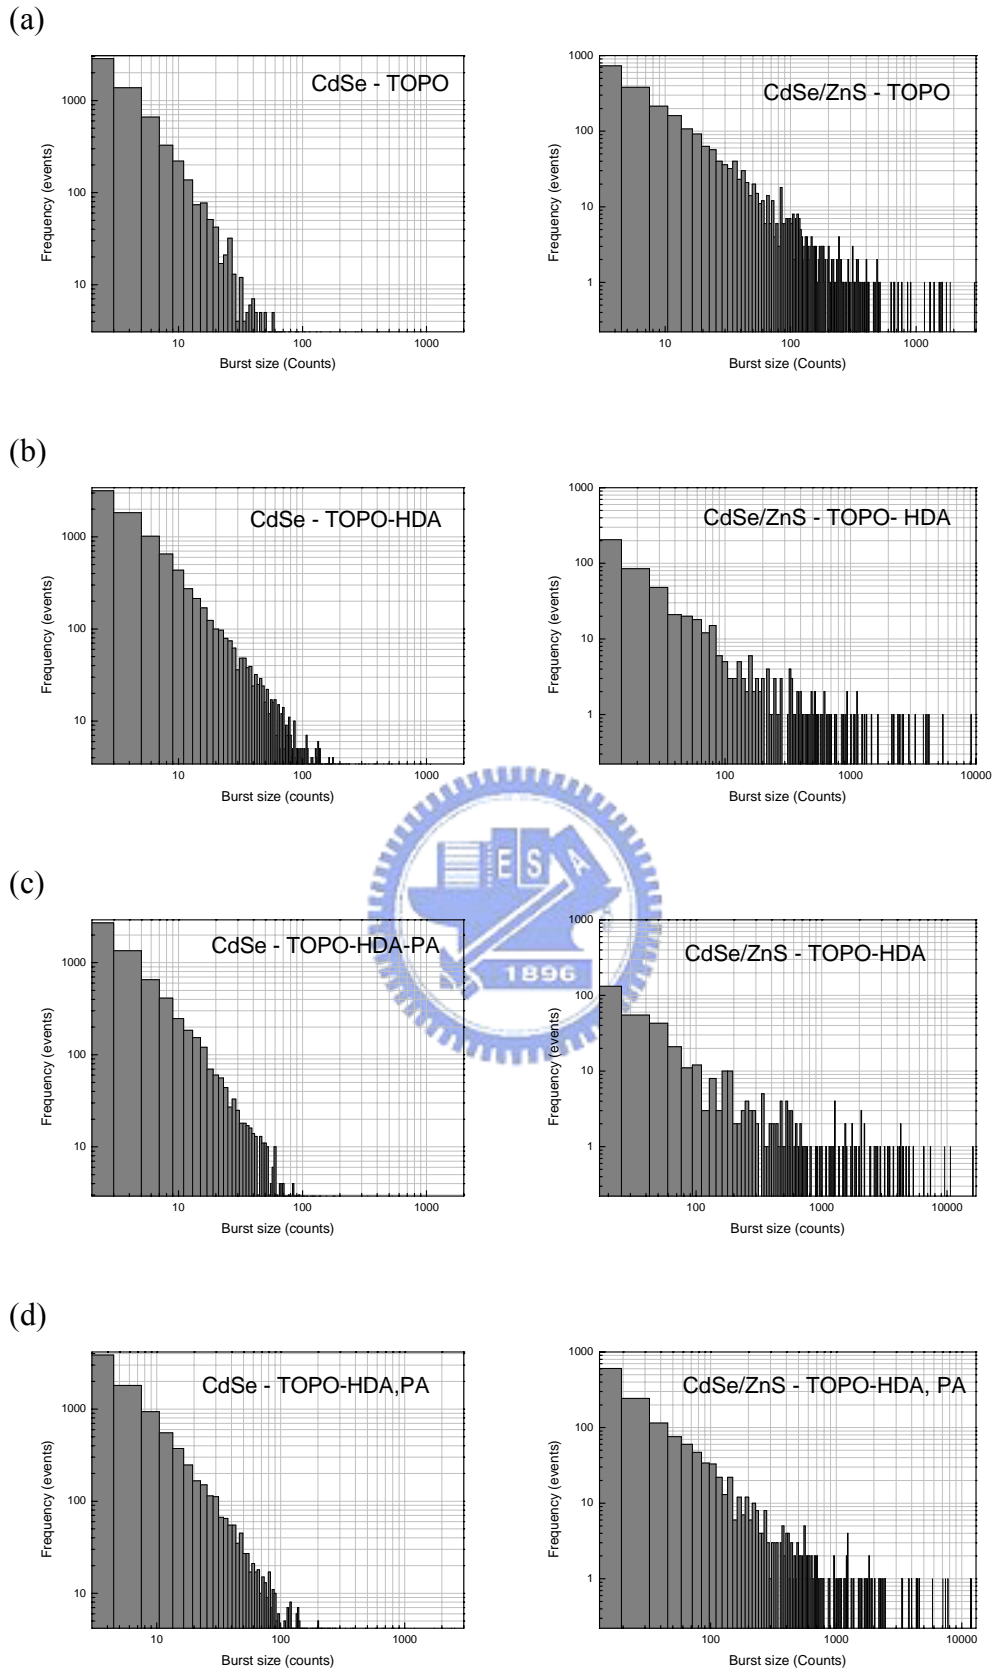 (a)
CdSe - TOPO
Frequency (events)
1000
100
10
10
100
1000
Burst size (Counts)
CdSe/ZnS - TOPO
Frequency (events)
1000
100
10
1
10
100
1000
Burst size (Counts)
(b)
CdSe - TOPO-HDA
Frequency (events)
1000
100
10
10
100
1000
Burst size (counts)
CdSe/ZnS - TOPO- HDA
Frequency (events)
1000
100
10
1
100
1000
10000
Burst size (Counts)
ES A
1896
(c)
CdSe - TOPO-HDA-PA
Frequency (events)
1000
100
10
10
100
1000
Burst size (counts)
CdSe/ZnS - TOPO-HDA
Frequency (events)
1000
100
10
1
100
1000
10000
Burst size (counts)
(d)
CdSe - TOPO-HDA,PA
Frequency (events)
1000
100
10
10
100
1000
Burst size (counts)
CdSe/ZnS - TOPO-HDA, PA
Frequency (events)
1000
100
10
1
100
1000
10000
Burst size (counts)